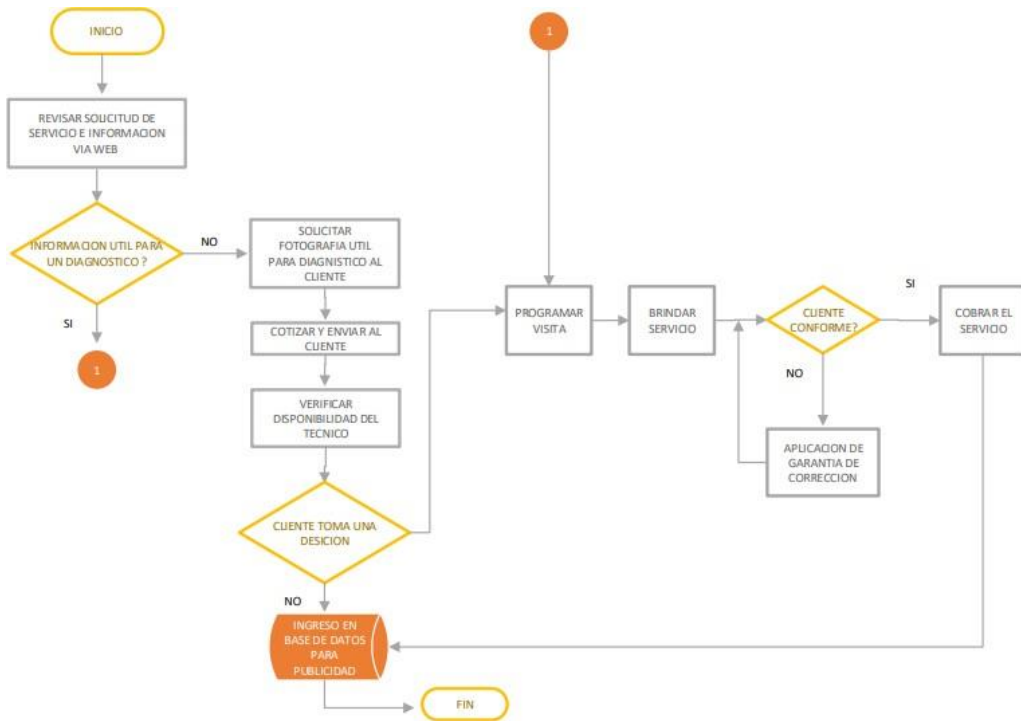 INICIO
1
REVISAR SOLICITUD DE
SERVICIO E INFORMACION
VIA WEB
INFORMACION UTIL PARA
UN DIAGNOSTICO ?
NO
SI
1
SOLICITAR
FOTOGRAFIA UTIL
PARA DIAGNISTICO AL
CLIENTE
COTIZAR Y ENVIAR AL
CLIENTE
VERIFICAR
DISPONIBILIDAD DEL
TECNICO
CLIENTE TOMA UNA
DESICION
NO
INGRESO EN
BASE DE DATOS
PARA
PUBLICIDAD
FIN
PROGRAMAR
VISITA
BRINDAR
SERVICIO
CLIENTE
CONFORME?
SI
NO
COBRAR EL
SERVICIO
APLICACION DE
GARANTIA DE
CORRECCION